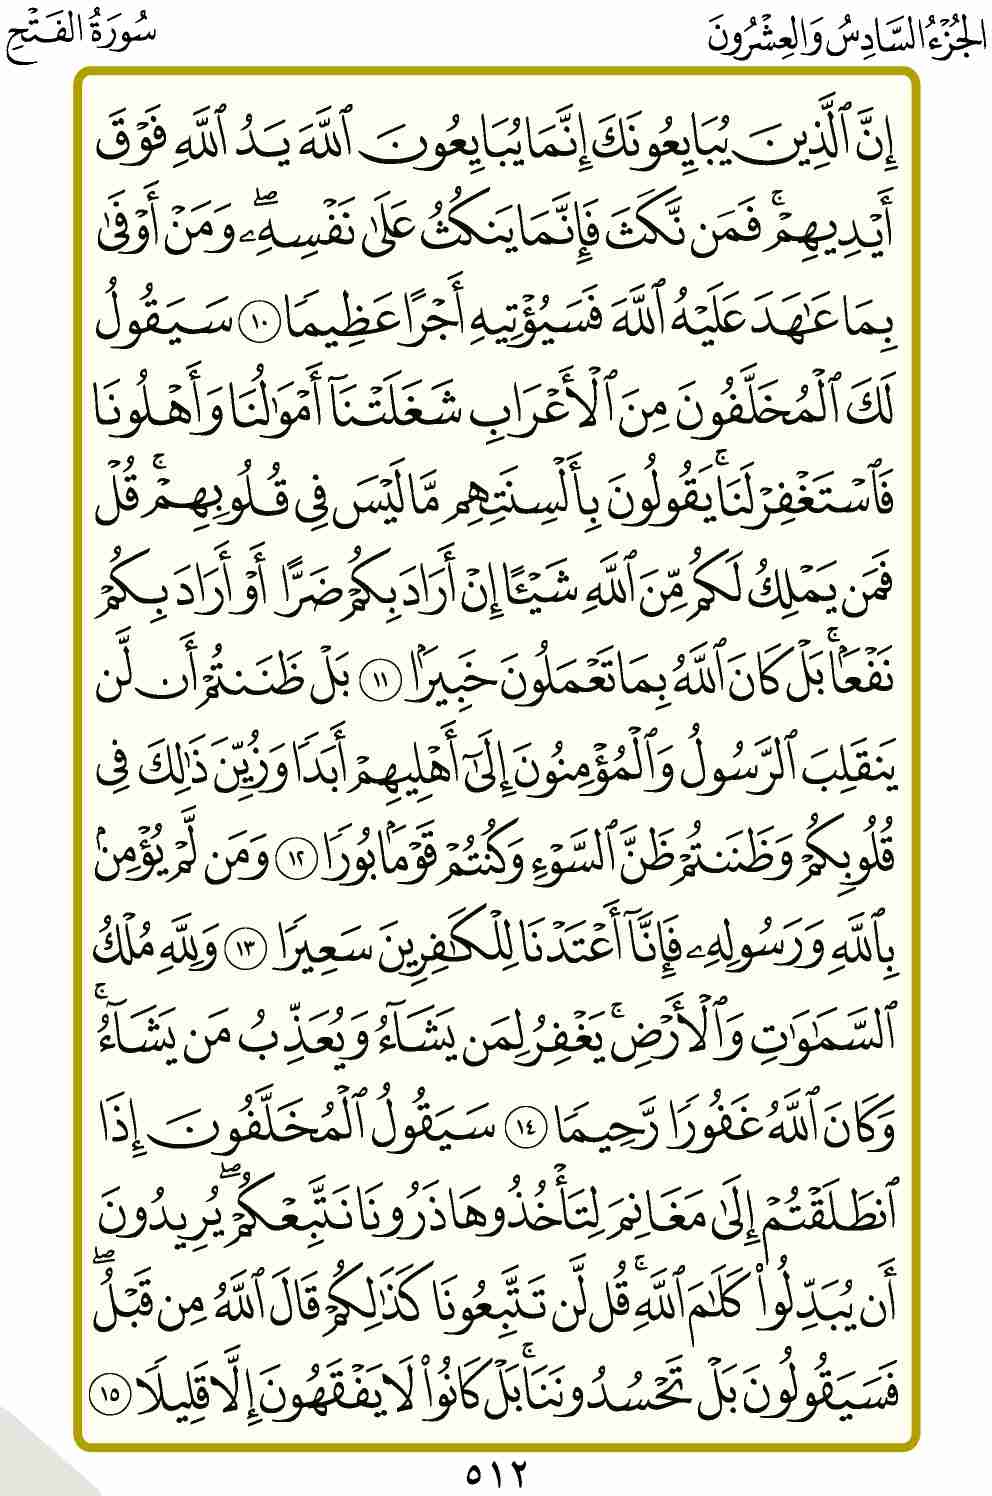 الجُزْءُ السَّادِسُ وَالعِشْرُونَ
سُورَةُ الفَتْحِ
إِنَّ ٱلَّذِينَ يُبَايِعُونَكَ إِنَّمَا يُبَايِعُونَ ٱللَّهَ يَدُ ٱللَّهِ فَوْقَ
أَيْدِيهِمْۚ فَمَن نَّكَثَ فَإِنَّمَا يَنكُثُ عَلَىٰ نَفْسِهِۦۖ وَمَنْ أَوْفَىٰ
بِمَا عَٰهَدَ عَلَيْهُ ٱللَّهَ فَسَيُؤْتِيهِ أَجْرًا عَظِيمًا ١٠ سَيَقُولُ
لَكَ ٱلْمُخَلَّفُونَ مِنَ ٱلْأَعْرَابِ شَغَلَتْنَآ أَمْوَٰلُنَا وَأَهْلُونَا
فَٱسْتَغْفِرْ لَنَاۚ يَقُولُونَ بِأَلْسِنَتِهِم مَّا لَيْسَ فِى قُلُوبِهِمْۚ قُلْ
فَمَن يَمْلِكُ لَكُم مِّنَ ٱللَّهِ شَيْـًٔا إِنْ أَرَادَ بِكُمْ ضَرًّا أَوْ أَرَادَ بِكُمْ
نَفْعًۢاۚ بَلْ كَانَ ٱللَّهُ بِمَا تَعْمَلُونَ خَبِيرًۢا ١١ بَلْ ظَنَنتُمْ أَن لَّن
يَنقَلِبَ ٱلرَّسُولُ وَٱلْمُؤْمِنُونَ إِلَىٰٓ أَهْلِيهِمْ أَبَدًا وَزُيِّنَ ذَٰلِكَ فِى
قُلُوبِكُمْ وَظَنَنتُمْ ظَنَّ ٱلسَّوْءِ وَكُنتُمْ قَوْمًۢا بُورًا ١٢ وَمَن لَّمْ يُؤْمِنۢ
بِٱللَّهِ وَرَسُولِهِۦ فَإِنَّآ أَعْتَدْنَا لِلْكَٰفِرِينَ سَعِيرًا ١٣ وَلِلَّهِ مُلْكُ
ٱلسَّمَٰوَٰتِ وَٱلْأَرْضِۚ يَغْفِرُ لِمَن يَشَآءُ وَيُعَذِّبُ مَن يَشَآءُۚ
وَكَانَ ٱللَّهُ غَفُورًا رَّحِيمًا ١٤ سَيَقُولُ ٱلْمُخَلَّفُونَ إِذَا
ٱنطَلَقْتُمْ إِلَىٰ مَغَانِمَ لِتَأْخُذُوهَا ذَرُونَا نَتَّبِعْكُمْۖ يُرِيدُونَ
أَن يُبَدِّلُوا۟ كَلَٰمَ ٱللَّهِۚ قُل لَّن تَتَّبِعُونَا كَذَٰلِكُمْ قَالَ ٱللَّهُ مِن قَبْلُۖ
فَسَيَقُولُونَ بَلْ تَحْسُدُونَنَاۚ بَلْ كَانُوا۟ لَا يَفْقَهُونَ إِلَّا قَلِيلًا ١٥
٥١٢